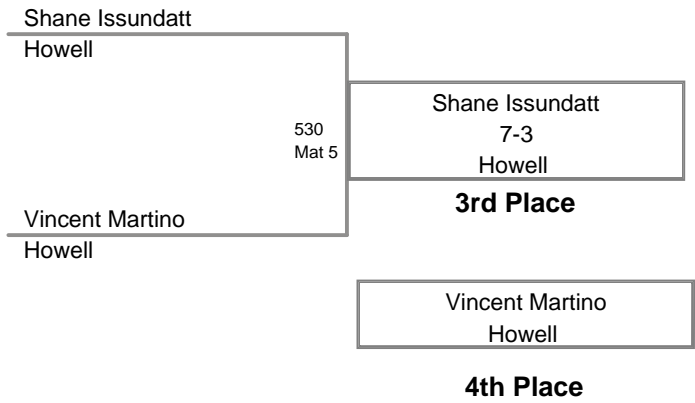 Shane Issundatt
Howell
530
Mat 5
Shane Issundatt
7-3
Howell
3rd Place
Vincent Martino
Howell
Vincent Martino
Howell
4th Place